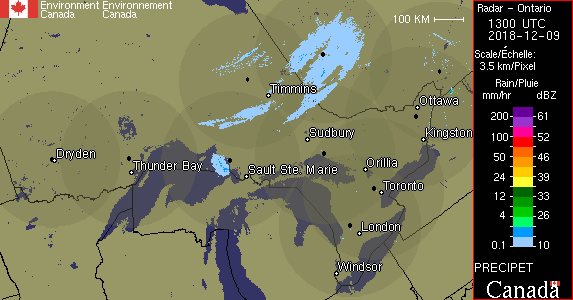 Environment Environnement
Canada Canada
100 KM
Timmins
Ottawa
Sudbury
Kingston
Dryden
Thunder Bay
Sault Ste. Marie
Orillia
Toronto
London
Windsor
Radar - Ontario
1300 UTC
2018-12-09
Scale/Échelle:
3.5 km/Pixel
Rain/Pluie
mm/hr dBZ
200 61
100 52
50 46
24 39
12 33
4 26
0.1 10
PRECIPET
Canada